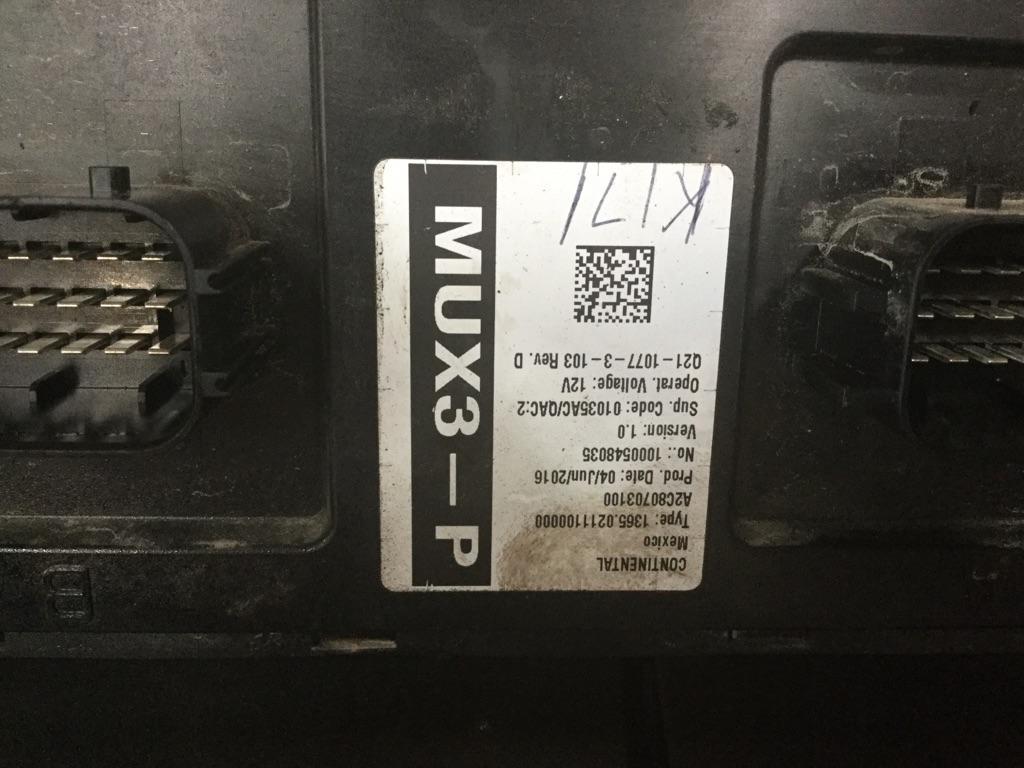 CONTINENTAL
Mexico
Type: 1365.0211100000
A2C80703100
Prod. Date: 04/Jun/2016
No.: 1000548035
Version: 1.0
Sup. Code: 01035AC/QAC:2
Operat. Voltage: 12V
Q21-1077-3-103 Rev. D
K171
MUX3-P
B